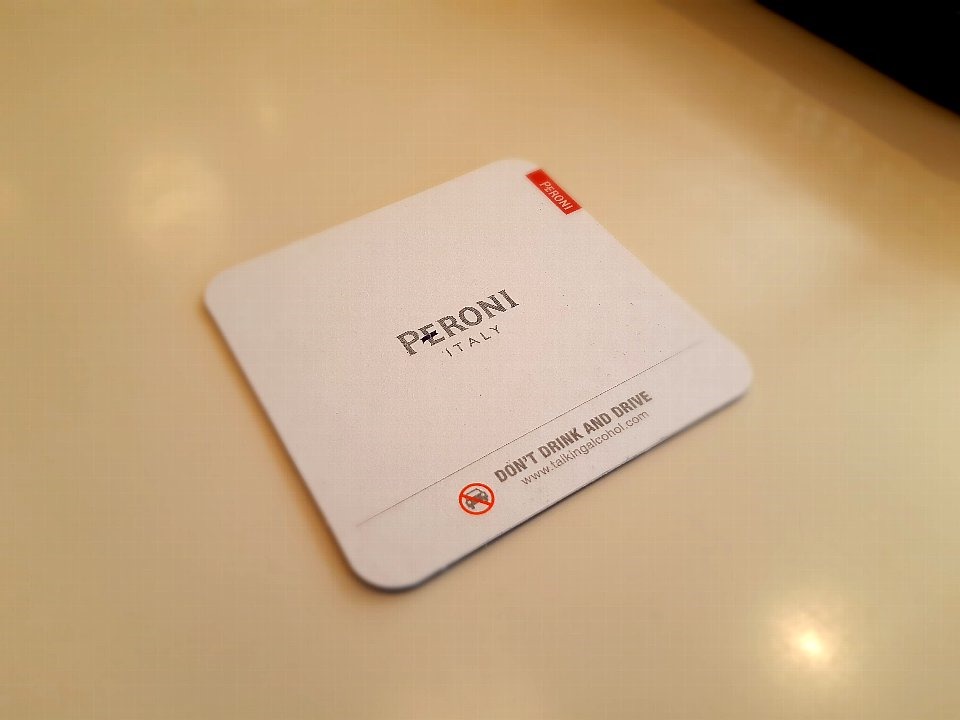 PERONI
PERONI
ITALY
DON'T DRINK AND DRIVE
www.talkingalcohol.com